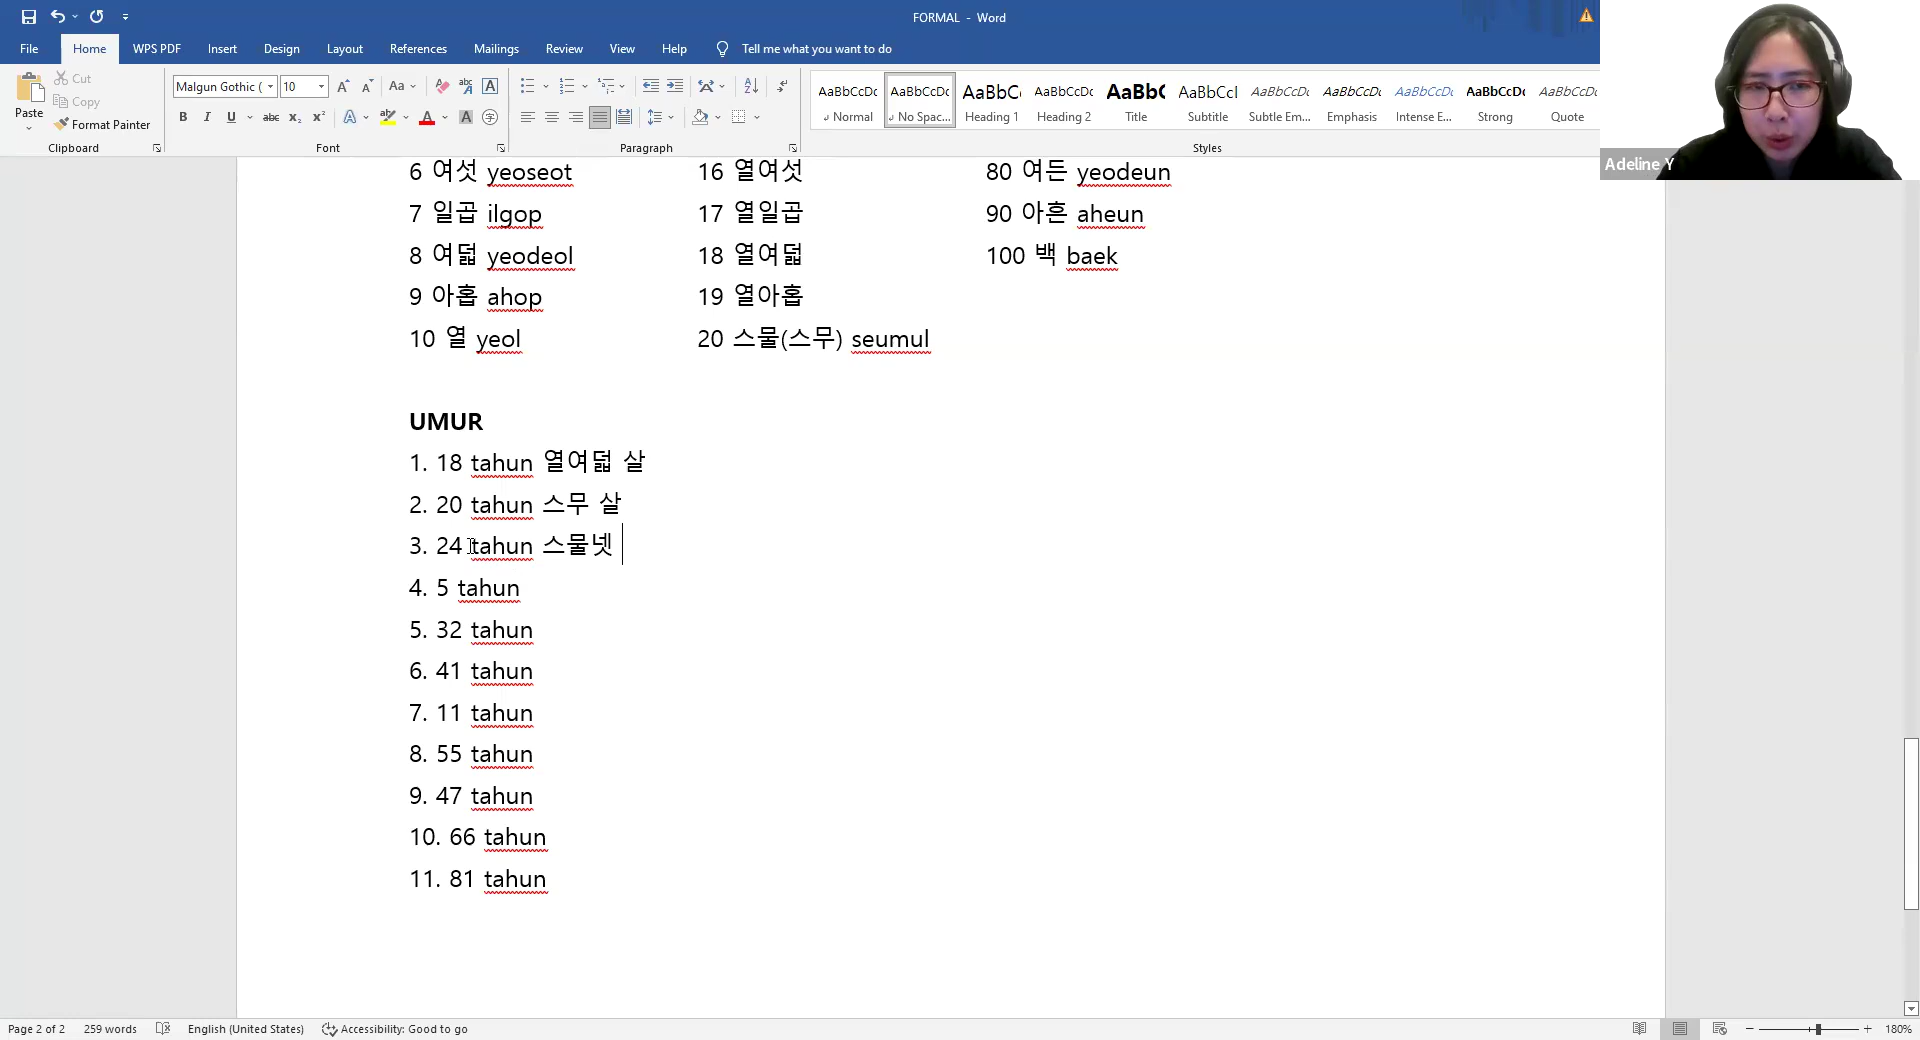 FORMAL - Word
File Home WPS PDF Insert Design Layout References Mailings Review View Help Tell me what you want to do
Paste
Cut
Copy
Format Painter
Clipboard
Malgun Gothic ( 10
Font
Paragraph
AaBbCcDc AaBbCcDc AaBbC AaBbCcDc AaBbC AaBbCcI AaBbCcDc AaBbCcDc AaBbCcDc AaBbCcDc AaBbCcDc
Normal No Spac... Heading 1 Heading 2 Title Subtitle Subtle Em... Emphasis Intense E... Strong Quote
Styles
Adeline Y
6 여섯 yeoseot 16 열여섯 80 여든 yeodeun
7 일곱 ilgop 17 열일곱 90 아흔 aheun
8 여덟 yeodeol 18 열여덟 100 백 baek
9 아홉 ahop 19 열아홉
10 열 yeol 20 스물(스무) seumul
UMUR
1. 18 tahun 열여덟 살
2. 20 tahun 스무 살
3. 24 tahun 스물넷
4. 5 tahun
5. 32 tahun
6. 41 tahun
7. 11 tahun
8. 55 tahun
9. 47 tahun
10. 66 tahun
11. 81 tahun
Page 2 of 2 259 words English (United States) Accessibility: Good to go 180%